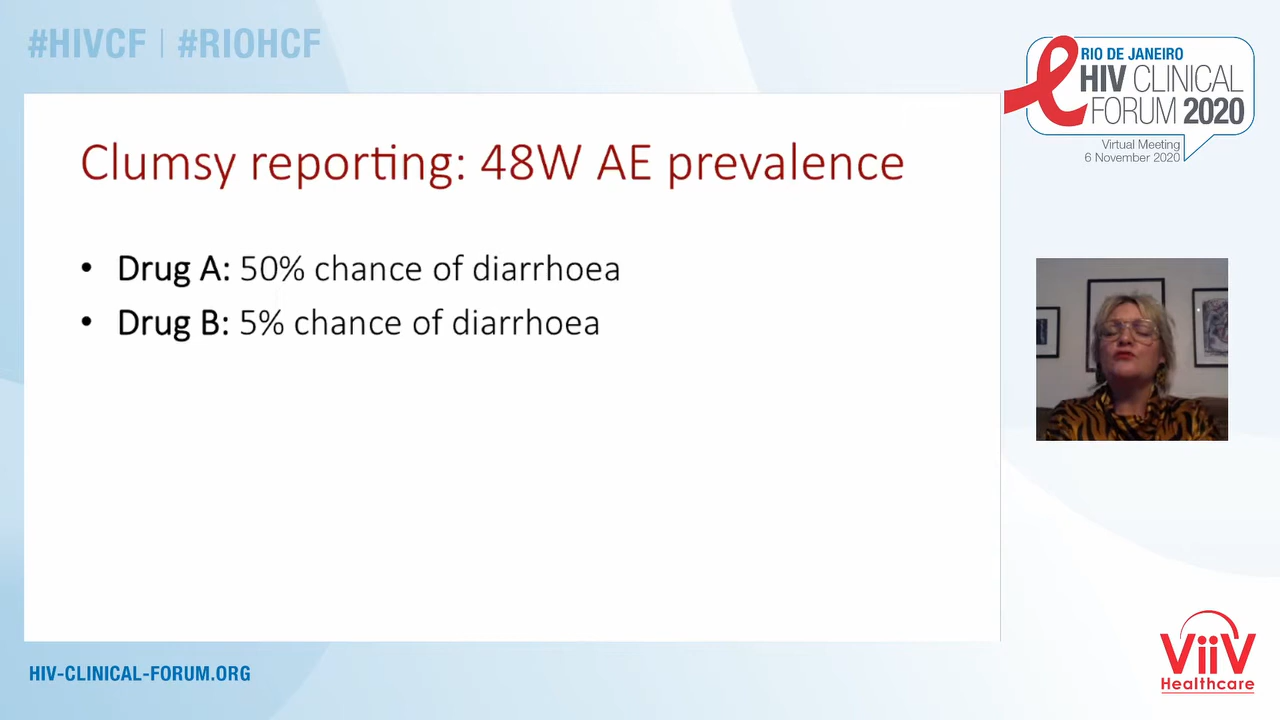 #HIVCF | #RIOHCF
RIO DE JANEIRO
HIV CLINICAL
FORUM 2020
Virtual Meeting
6 November 2020
Clumsy reporting: 48W AE prevalence
• Drug A: 50% chance of diarrhoea
• Drug B: 5% chance of diarrhoea
HIV-CLINICAL-FORUM.ORG
ViiV
Healthcare